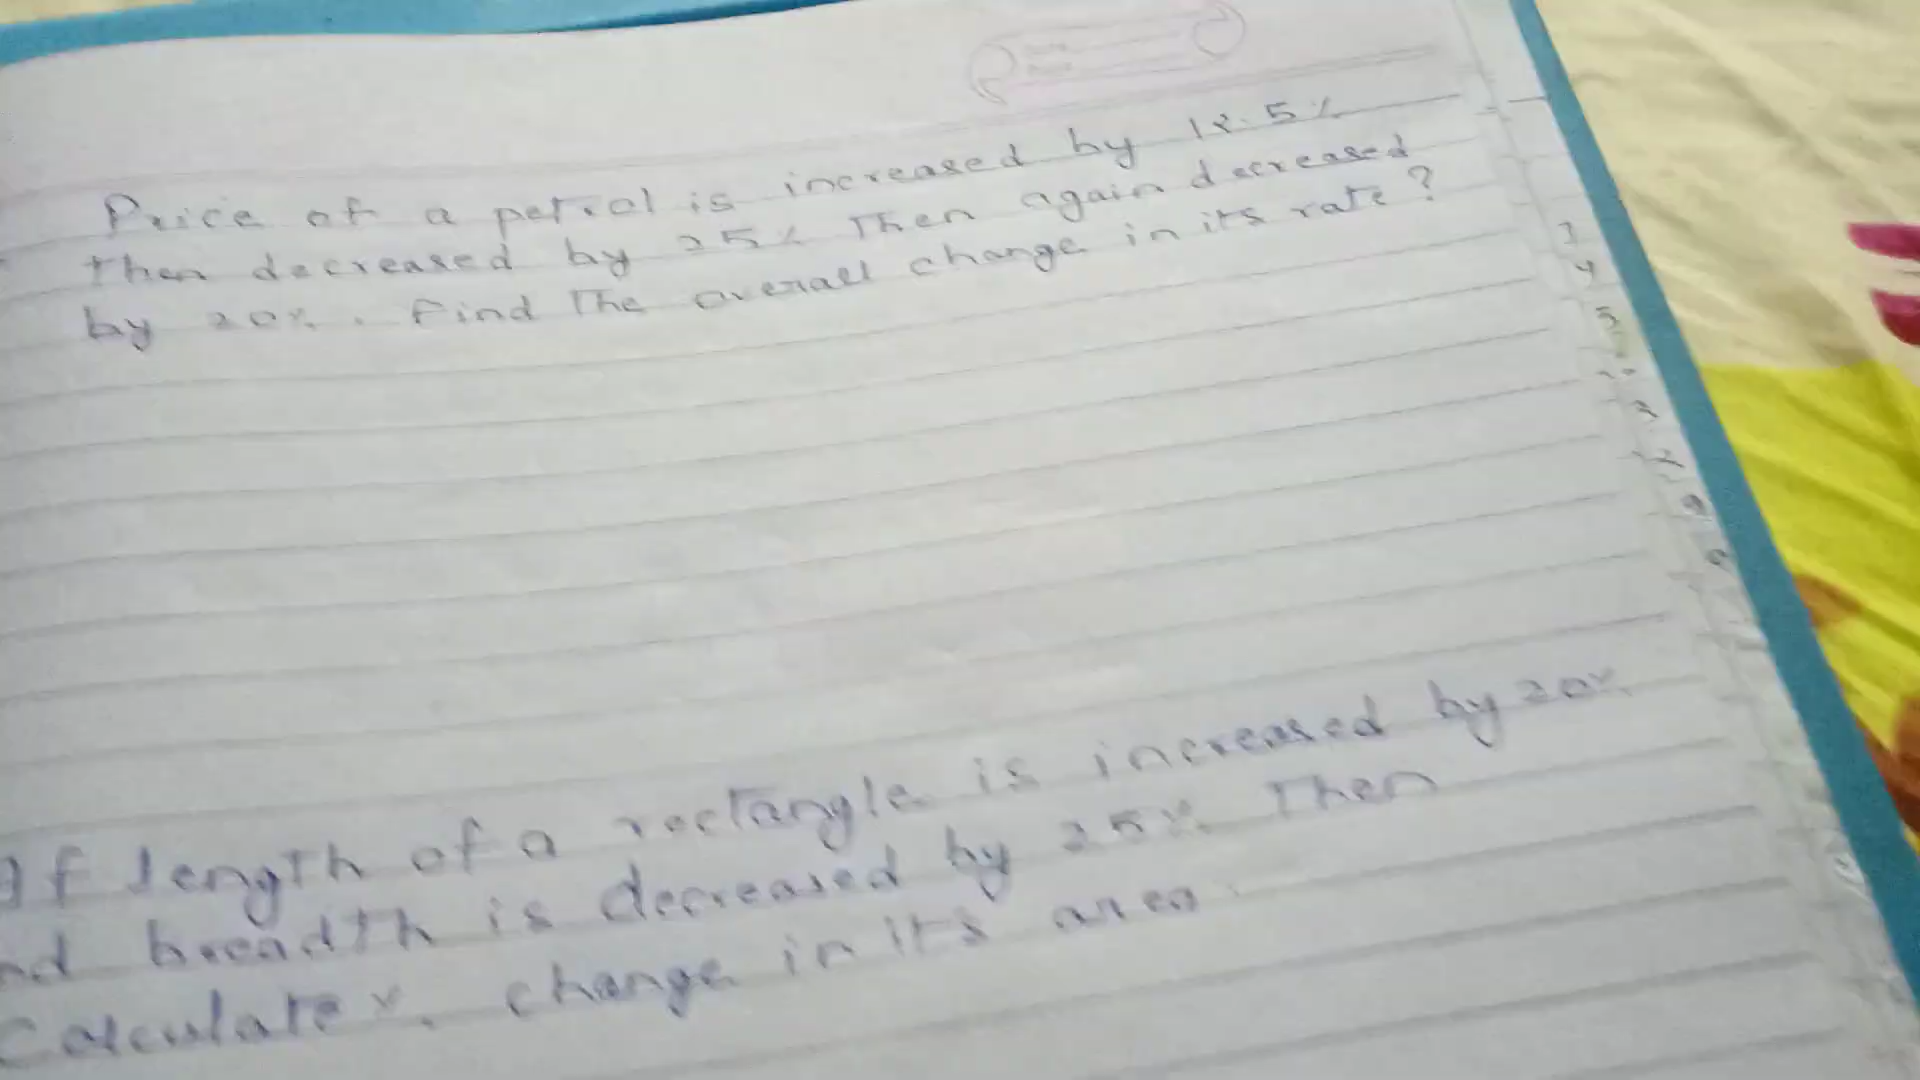 Price of a petrol is increased by 12.5%
then decreased by 25% Then again decreased
by 20%. Find The overall change in its rate?
If length of a rectangle is increased by 20%
nd breadth is decreased by 25% Then
Calculate %. change in it's area